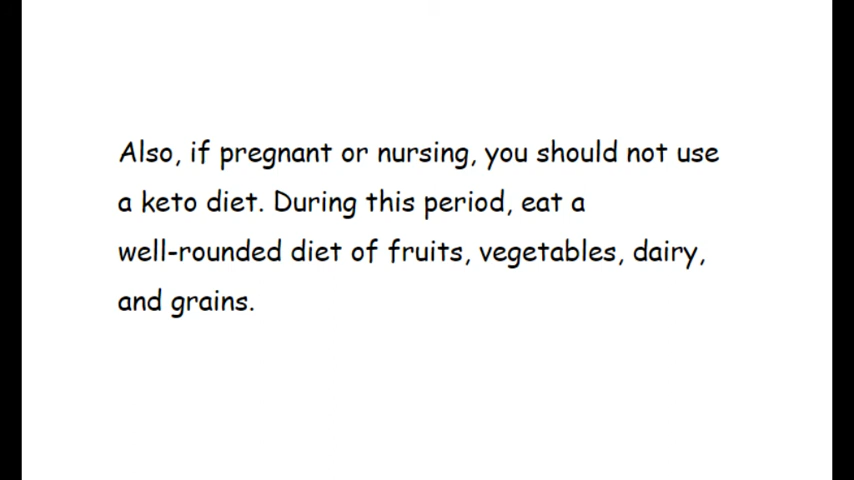 Also, if pregnant or nursing, you should not use
a keto diet. During this period, eat a
well-rounded diet of fruits, vegetables, dairy,
and grains.